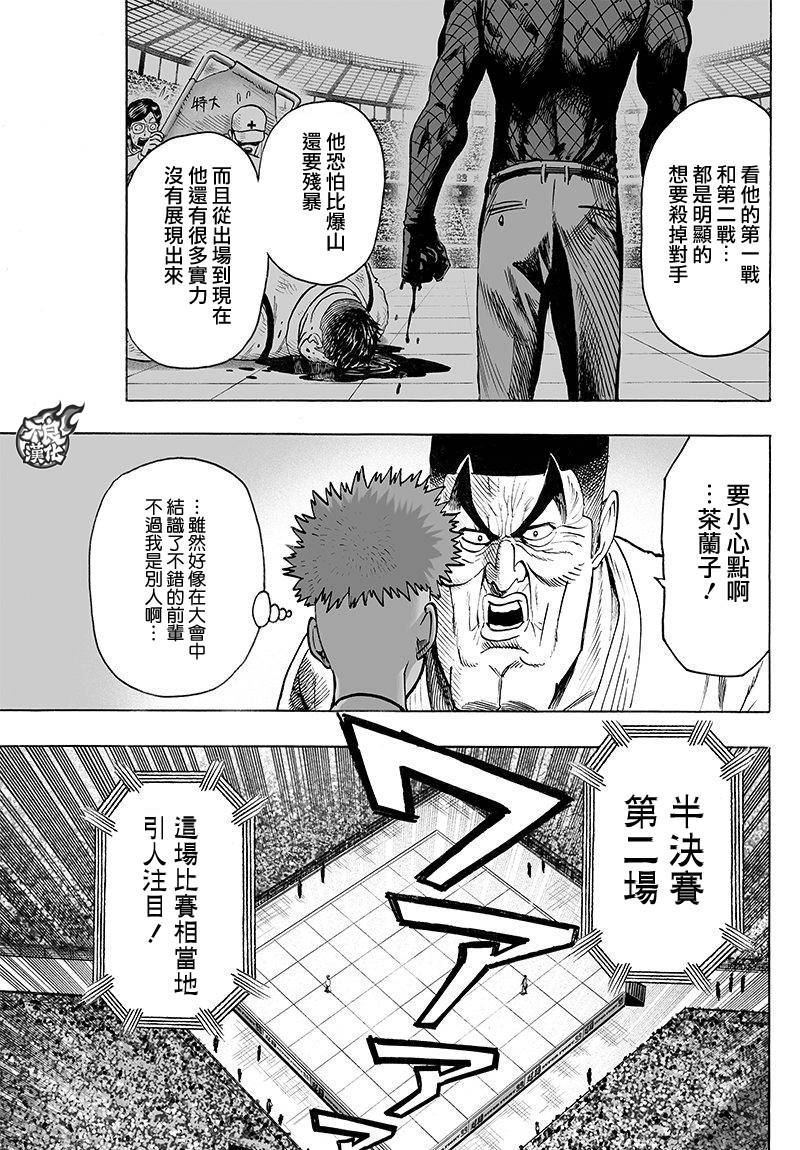 看他的第一戰
和第二戰…
都是明顯的
想要殺掉對手
他恐怕比爆山
還要殘暴
而且從出場到現在
他還有很多實力
沒有展現出來
特大
要小心點啊
…茶蘭子！
…雖然好像在大會中
結識了不錯的前輩
不過我是別人啊…
不良
漢化
半決賽
第二場
ワァァァァ
這場比賽相當地
引人注目！